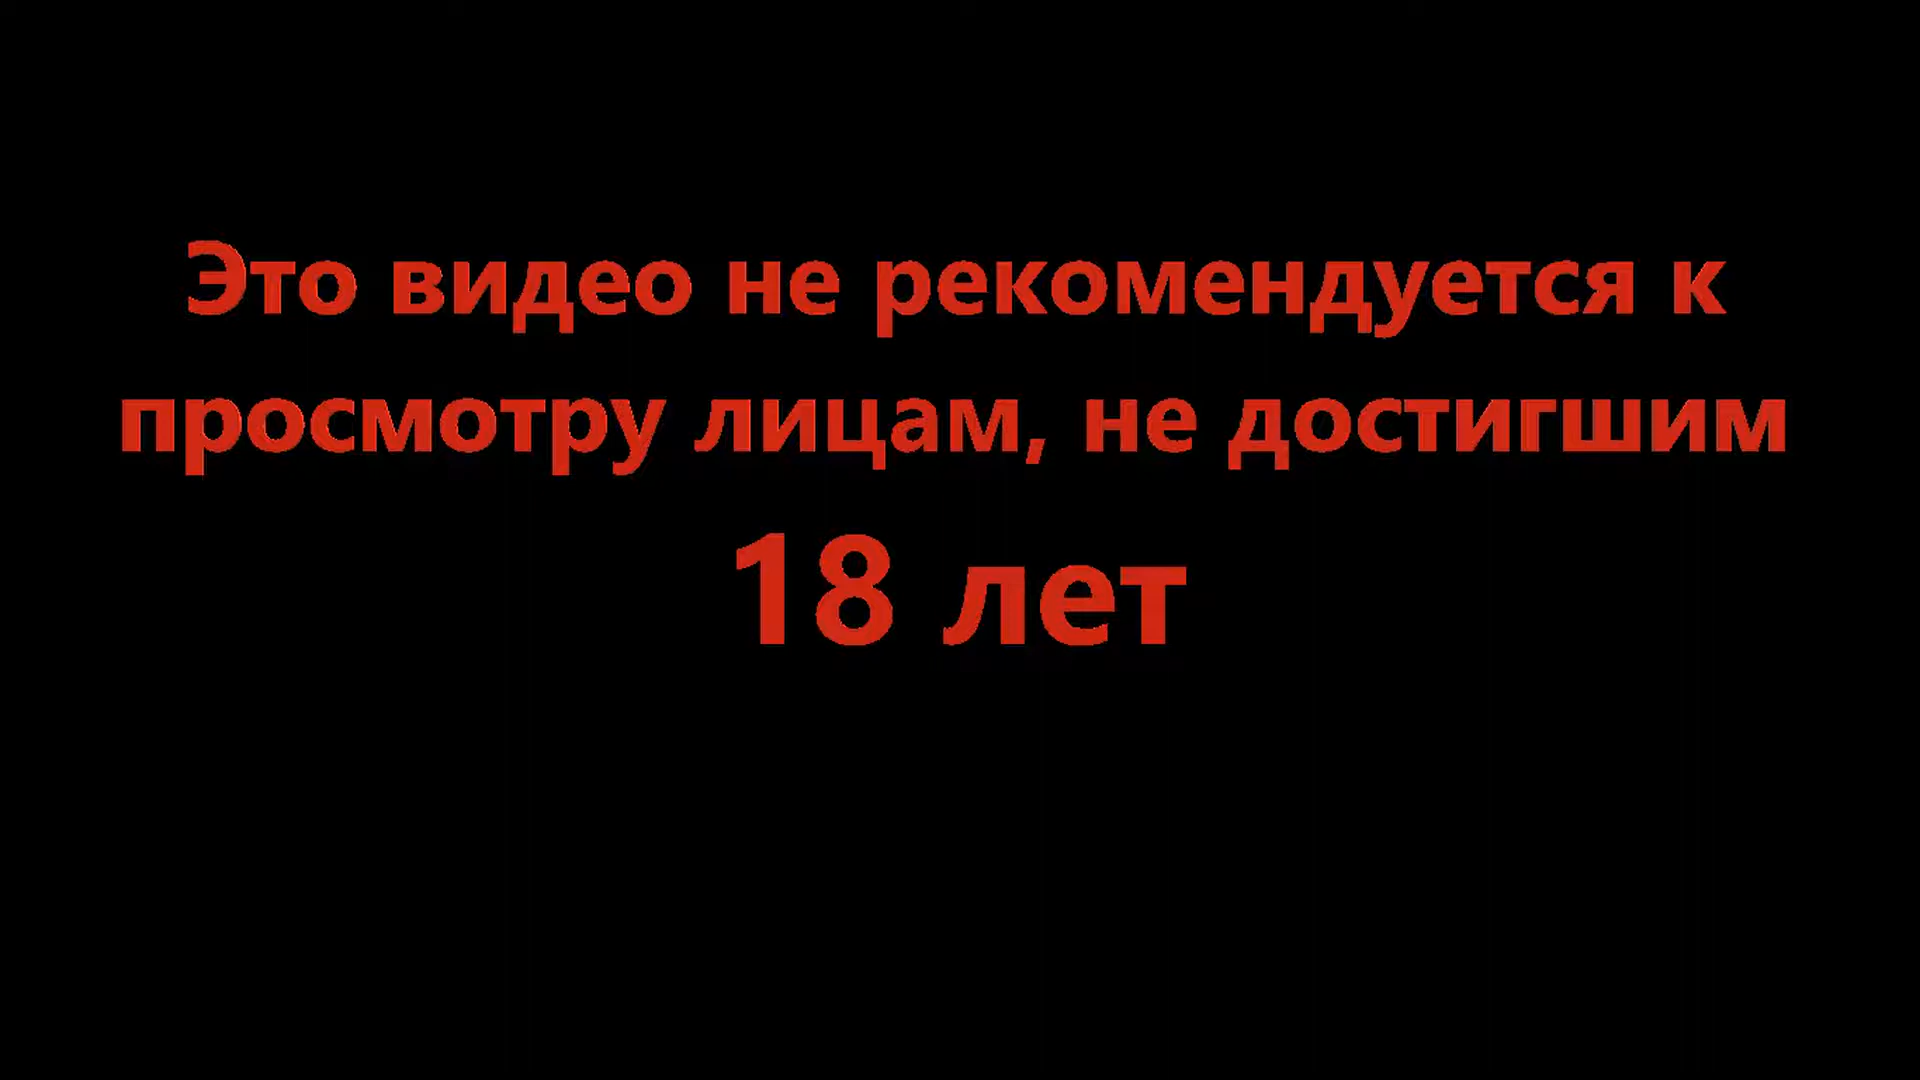 Это видео не рекомендуется к
просмотру лицам, не достигшим
18 лет